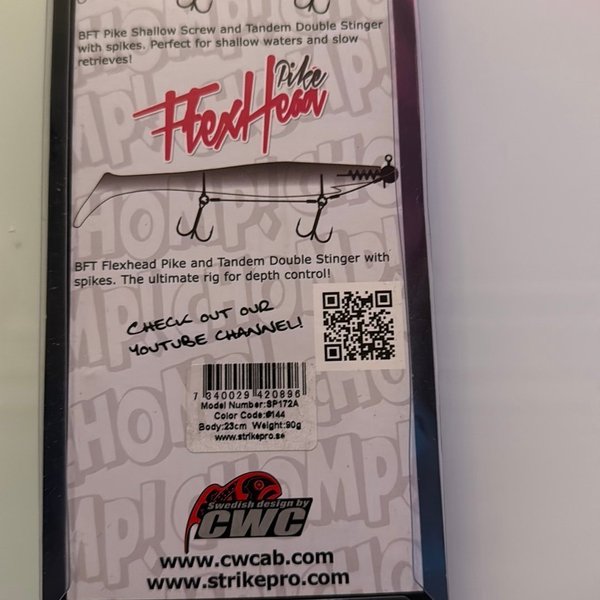 BFT Pike Shallow Screw and Tandem Double Stinger
with spikes. Perfect for shallow waters and slow
retrieves!
Pike
FlexHead
BFT Flexhead Pike and Tandem Double Stinger with
spikes. The ultimate rig for depth control!
CHECK OUT OUR
YOUTUBE CHANNEL!
7 340029 420896
Model Number:SP172A
Color Code:#144
Body:23cm Weight:90g
www.strikepro.se
Swedish design by
CWC
www.cwcab.com
www.strikepro.com
CHOMP!